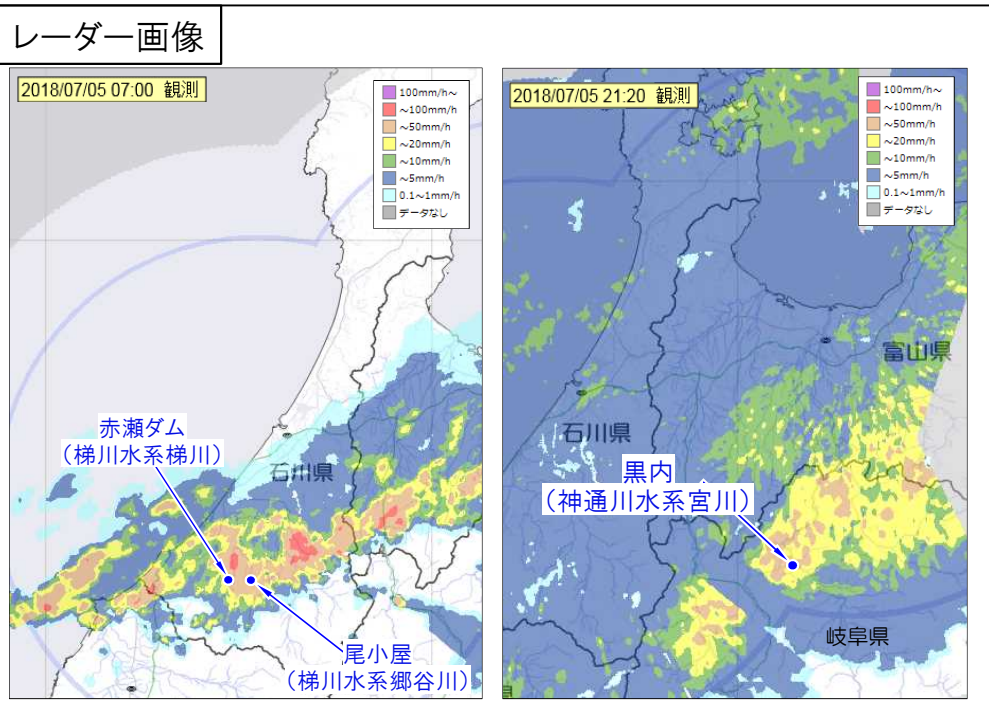 レーダー画像
2018/07/05 07:00 観測
100mm/h～
～100mm/h
～50mm/h
～20mm/h
～10mm/h
～5mm/h
0.1～1mm/h
データなし
赤瀬ダム
（梯川水系梯川）
石川県
尾小屋
（梯川水系郷谷川）
2018/07/05 21:20 観測
100mm/h～
～100mm/h
～50mm/h
～20mm/h
～10mm/h
～5mm/h
0.1～1mm/h
データなし
富山県
石川県
黒内
（神通川水系宮川）
岐阜県